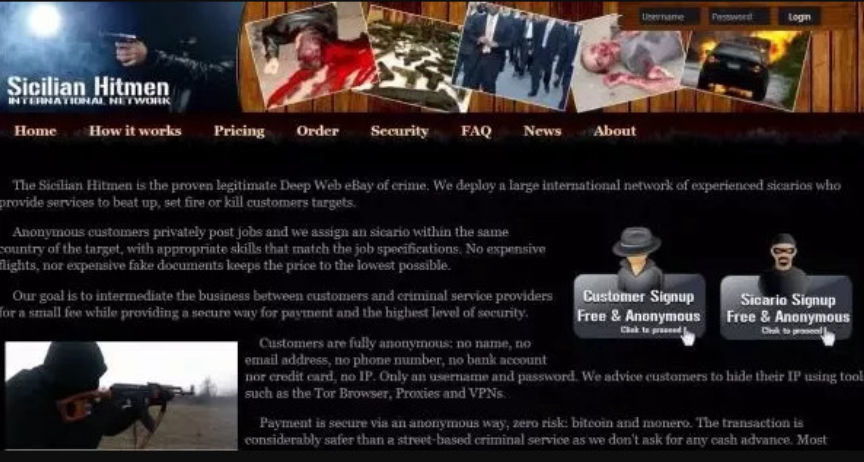 Username Password Login
Sicilian Hitmen
INTERNATIONAL NETWORK
Home How it works Pricing Order Security FAQ News About
The Sicilian Hitmen is the proven legitimate Deep Web eBay of crime. We deploy a large international network of experienced sicarios who
provide services to beat up, set fire or kill customers targets.
Anonymous customers privately post jobs and we assign an sicario within the same
country of the target, with appropriate skills that match the job specifications. No expensive
flights, nor expensive fake documents keeps the price to the lowest possible.
Our goal is to intermediate the business between customers and criminal service providers
for a small fee while providing a secure way for payment and the highest level of security.
Customer Signup
Free & Anonymous
Click to proceed
Sicario Signup
Free & Anonymous
Click to proceed
Customers are fully anonymous: no name, no
email address, no phone number, no bank account
nor credit card, no IP. Only an username and password. We advice customers to hide their IP using tool
such as the Tor Browser, Proxies and VPNs.
Payment is secure via an anonymous way, zero risk: bitcoin and monero. The transaction is
considerably safer than a street-based criminal service as we don't ask for any cash advance. Most